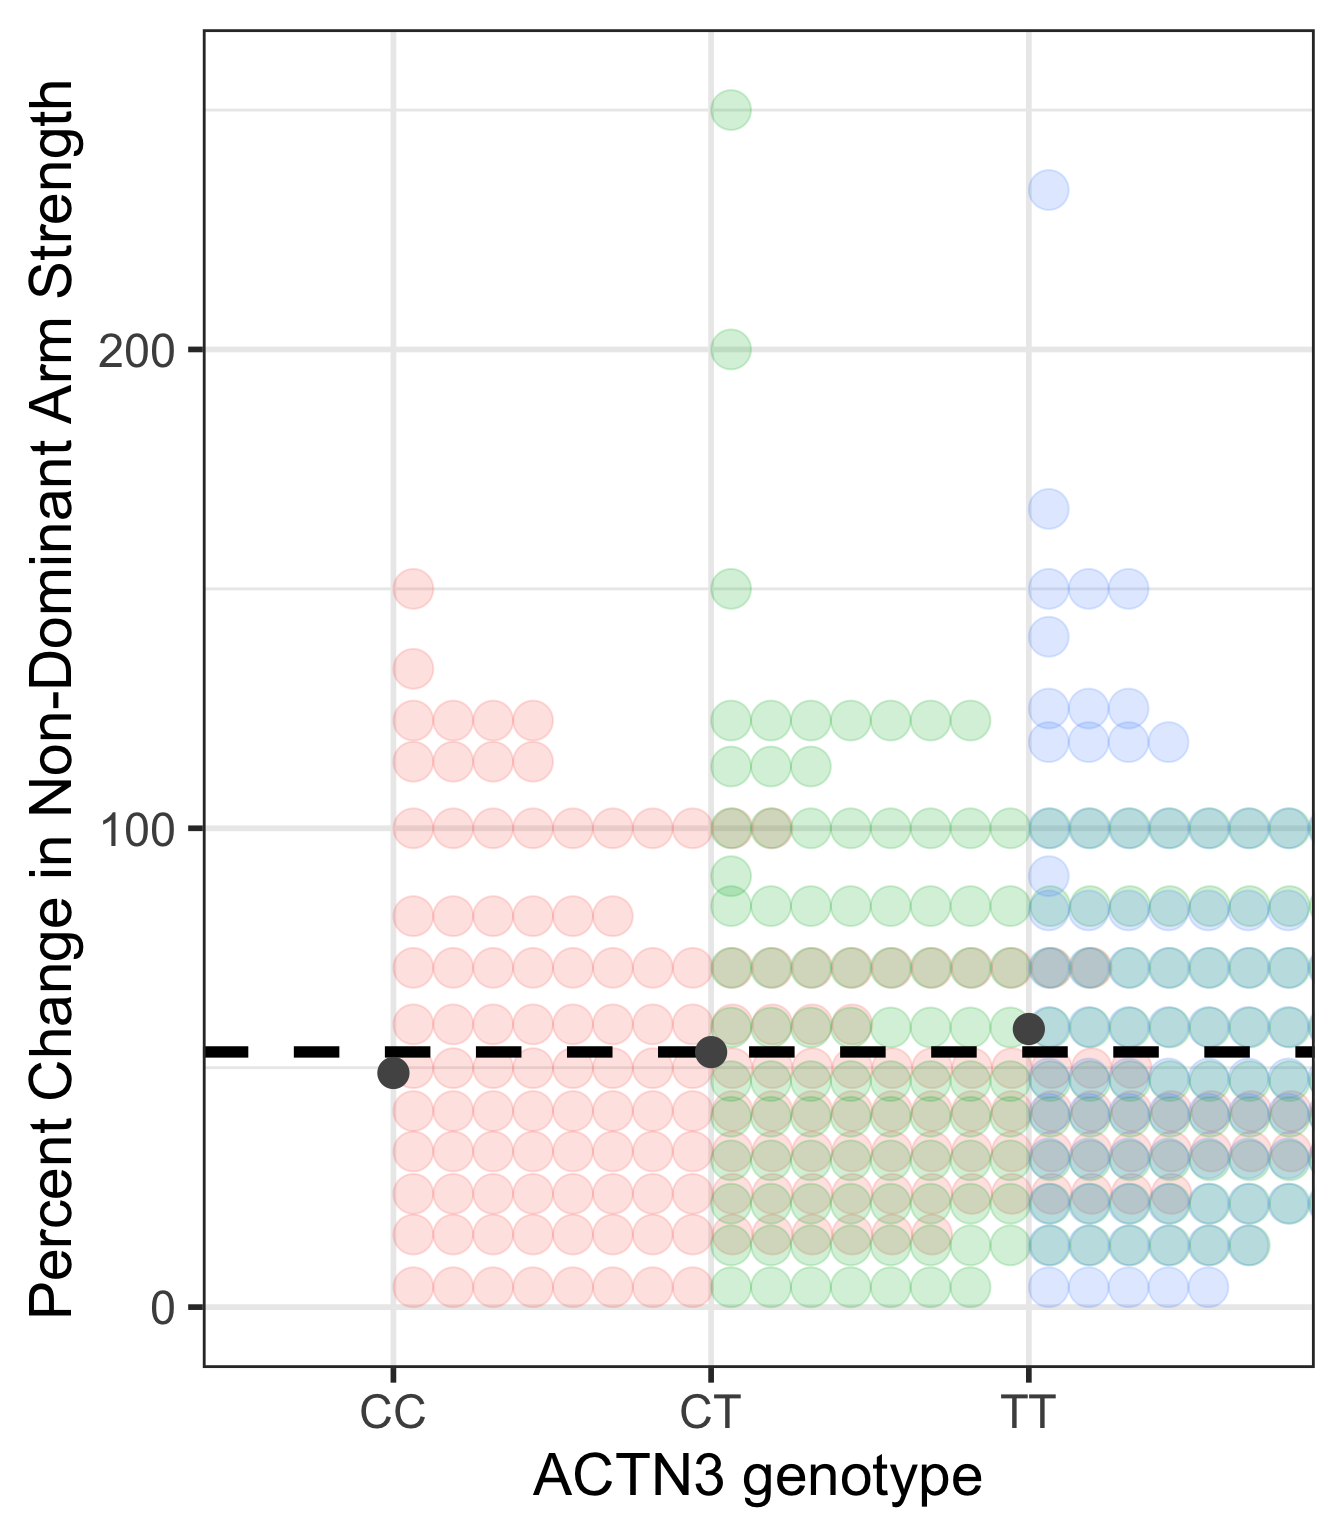 Percent Change in Non-Dominant Arm Strength
200
100
0
CC CT TT
ACTN3 genotype